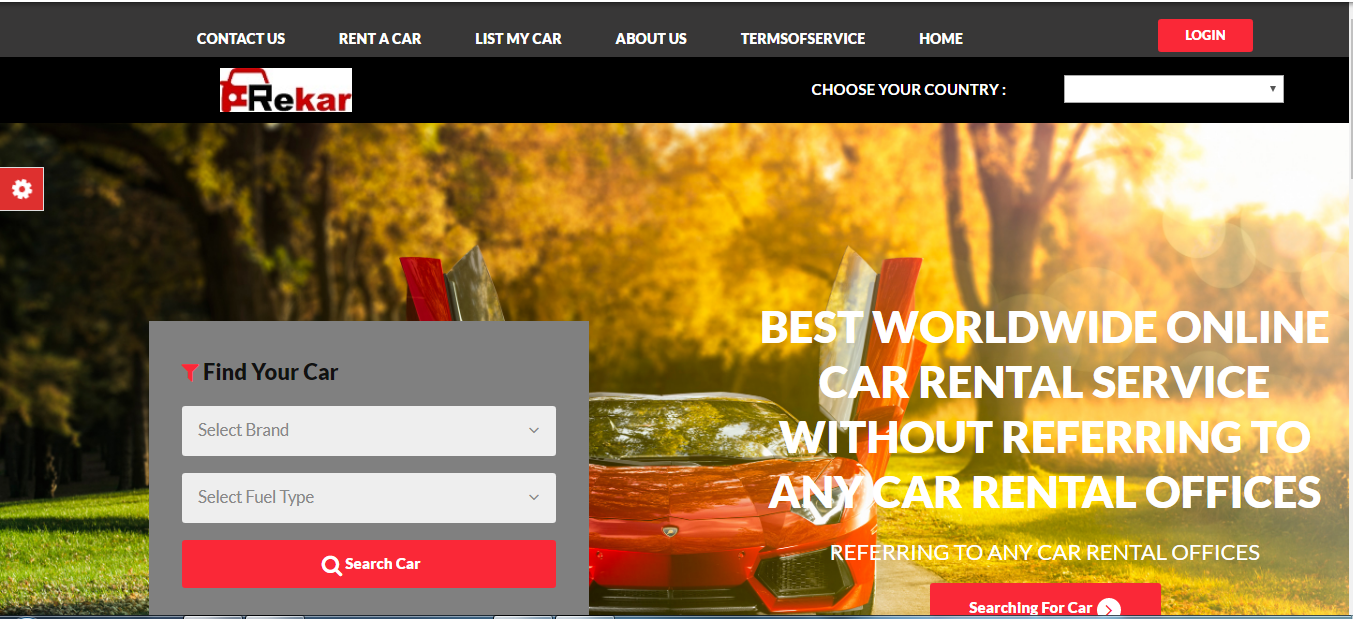 CONTACT US
RENT A CAR
LIST MY CAR
ABOUT US
TERMSOFSERVICE
HOME
LOGIN
Rekar
CHOOSE YOUR COUNTRY :
Find Your Car
Select Brand
Select Fuel Type
Search Car
BEST WORLDWIDE ONLINE
CAR RENTAL SERVICE
WITHOUT REFERRING TO
ANY CAR RENTAL OFFICES
REFERRING TO ANY CAR RENTAL OFFICES
Searching For Car